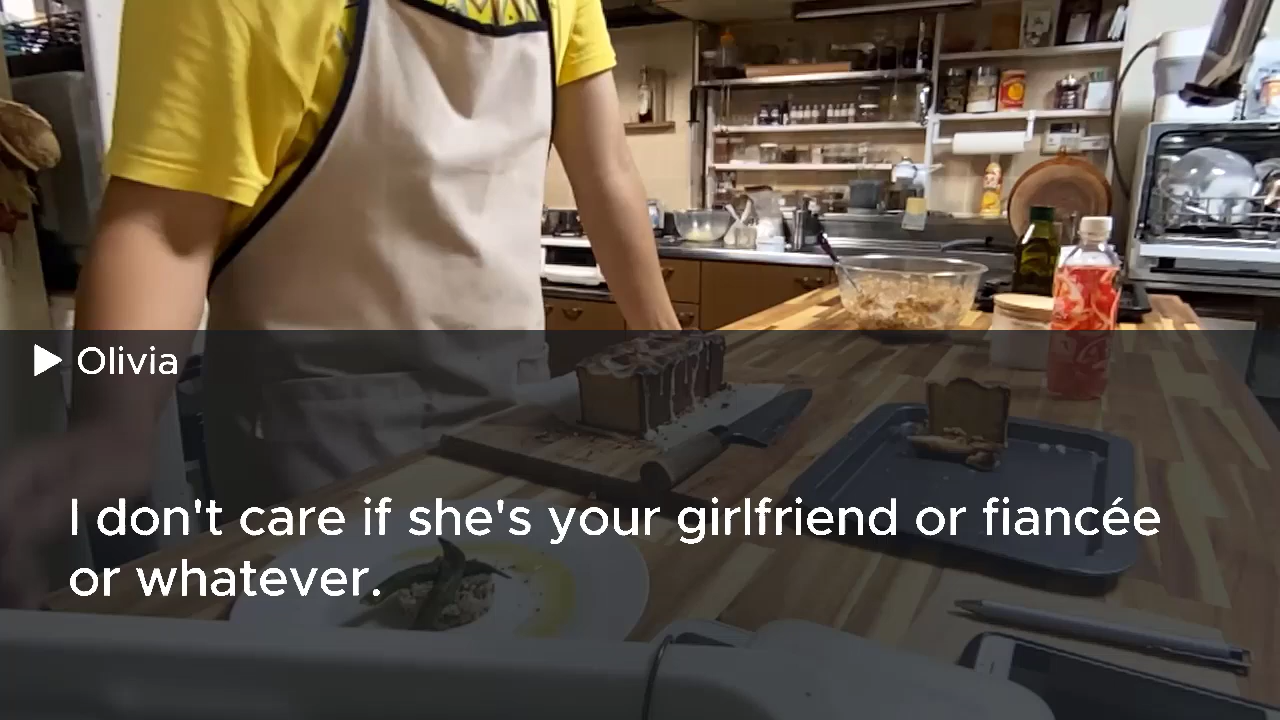 Olivia
I don't care if she's your girlfriend or fiancée
or whatever.